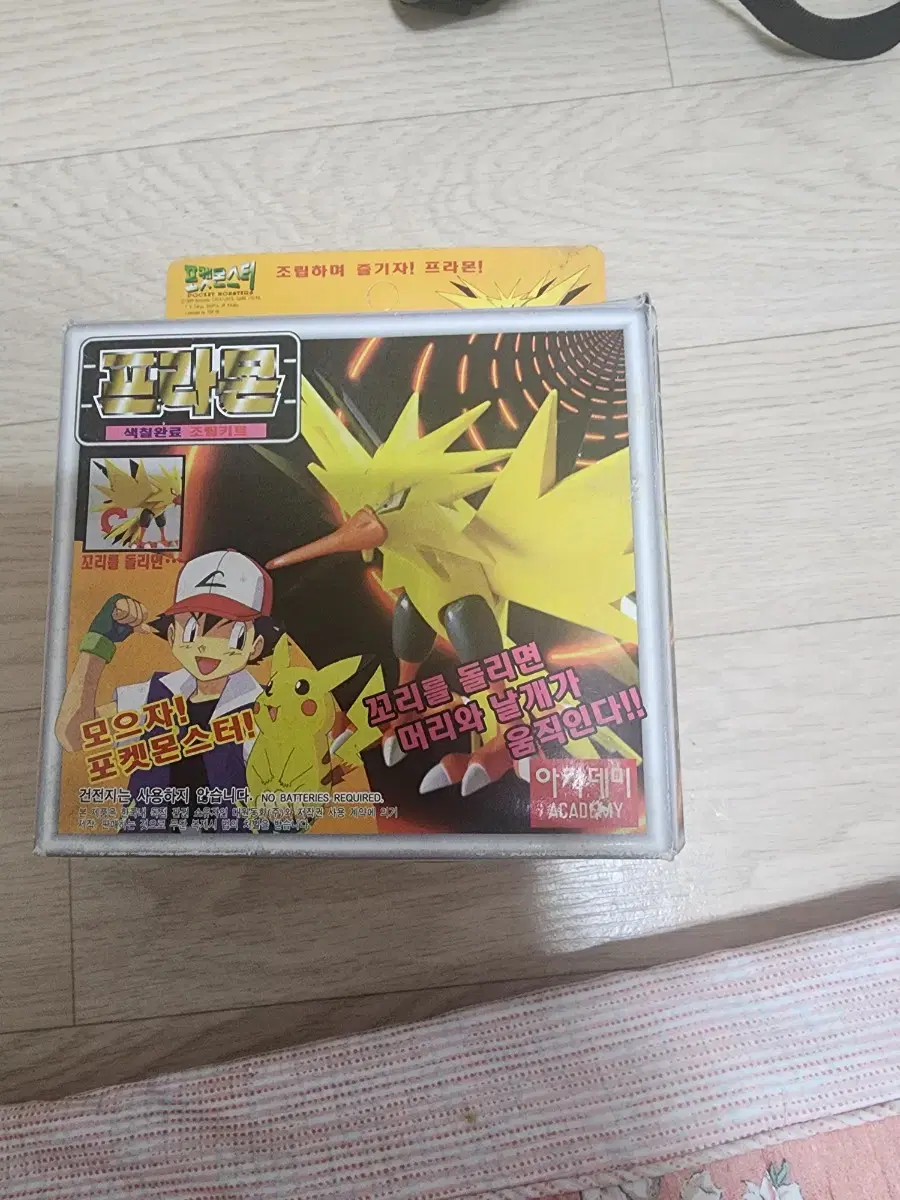 포켓몬스터
POCKET MONSTERS
조립하며 즐기자! 프라몬!
프라몬
색칠완료 조립키트
꼬리를 돌리면…
모으자!
포켓몬스터!
꼬리를 돌리면
머리와 날개가
움직인다!!
건전지는 사용하지 않습니다. NO BATTERIES REQUIRED.
아카데미
ACADEMY